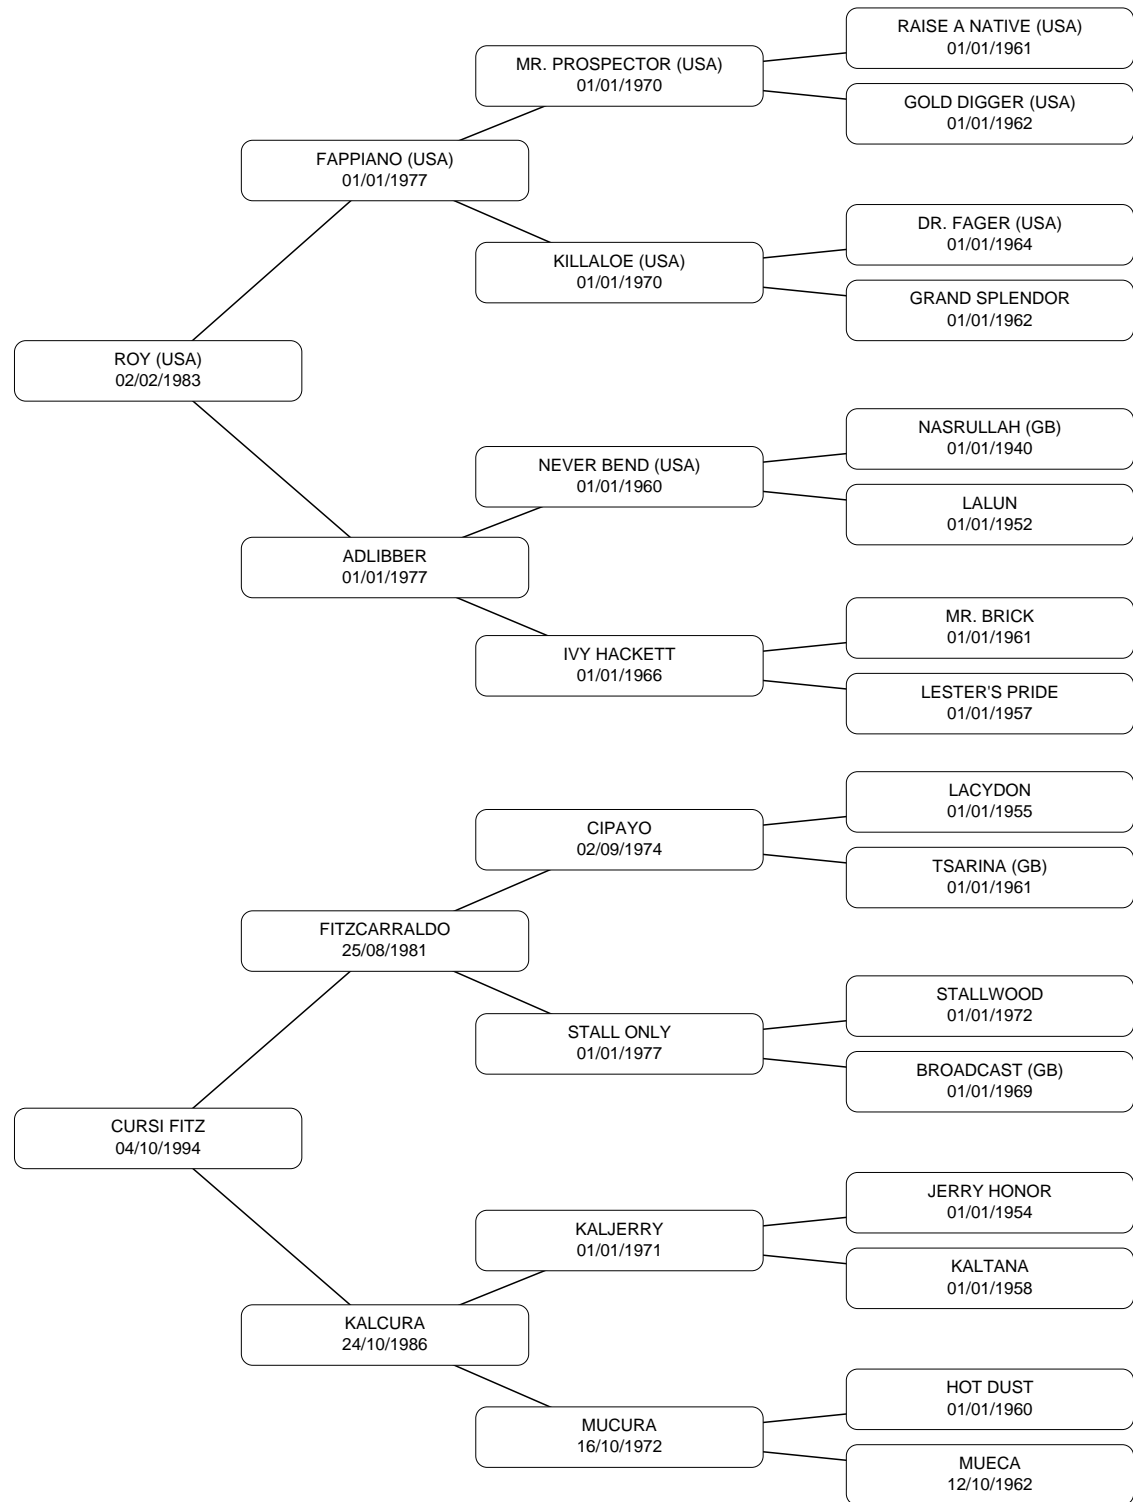 RAISE A NATIVE (USA)
01/01/1961
MR. PROSPECTOR (USA)
01/01/1970
GOLD DIGGER (USA)
01/01/1962
FAPPIANO (USA)
01/01/1977
DR. FAGER (USA)
01/01/1964
KILLALOE (USA)
01/01/1970
GRAND SPLENDOR
01/01/1962
ROY (USA)
02/02/1983
NASRULLAH (GB)
01/01/1940
NEVER BEND (USA)
01/01/1960
LALUN
01/01/1952
ADLIBBER
01/01/1977
MR. BRICK
01/01/1961
IVY HACKETT
01/01/1966
LESTER'S PRIDE
01/01/1957
LACYDON
01/01/1955
CIPAYO
02/09/1974
TSARINA (GB)
01/01/1961
FITZCARRALDO
25/08/1981
STALLWOOD
01/01/1972
STALL ONLY
01/01/1977
BROADCAST (GB)
01/01/1969
CURSI FITZ
04/10/1994
JERRY HONOR
01/01/1954
KALJERRY
01/01/1971
KALTANA
01/01/1958
KALCURA
24/10/1986
HOT DUST
01/01/1960
MUCURA
16/10/1972
MUECA
12/10/1962